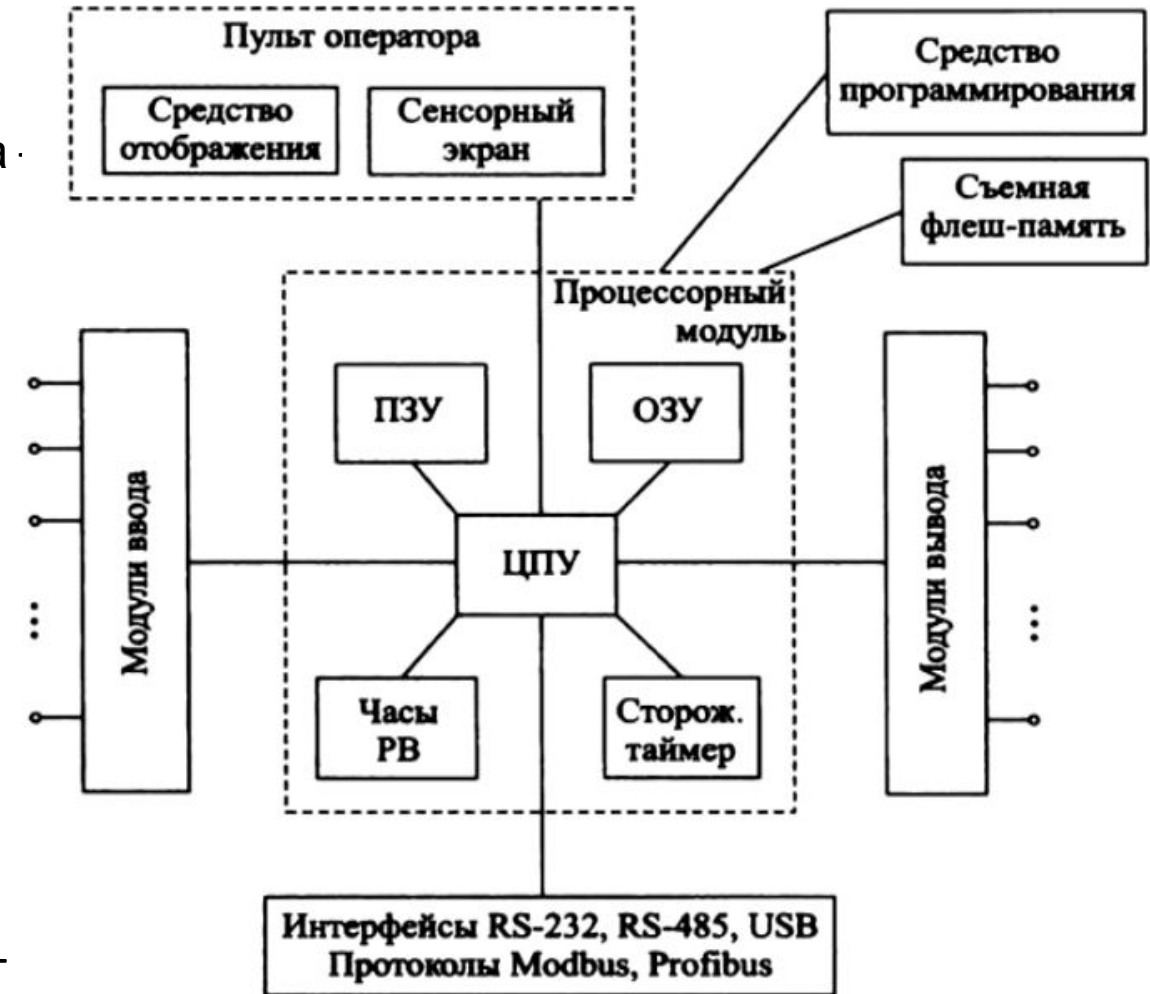 Пульт оператора
Средство
отображения
Сенсорный
экран
Средство
программирования
Съемная
флеш-память
а
Процессорный
модуль
ПЗУ
ОЗУ
Модули ввода
ЦПУ
Модули вывода
Часы
РВ
Сторож.
таймер
Интерфейсы RS-232, RS-485, USB
Протоколы Modbus, Profibus